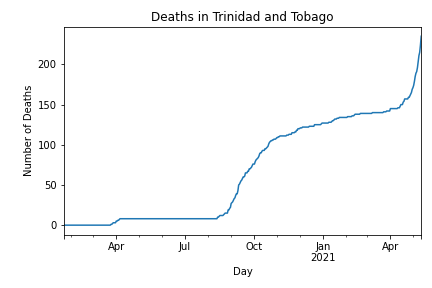 Deaths in Trinidad and Tobago
Number of Deaths
200
150
100
50
0
Apr
Jul
Oct
Jan
2021
Apr
Day